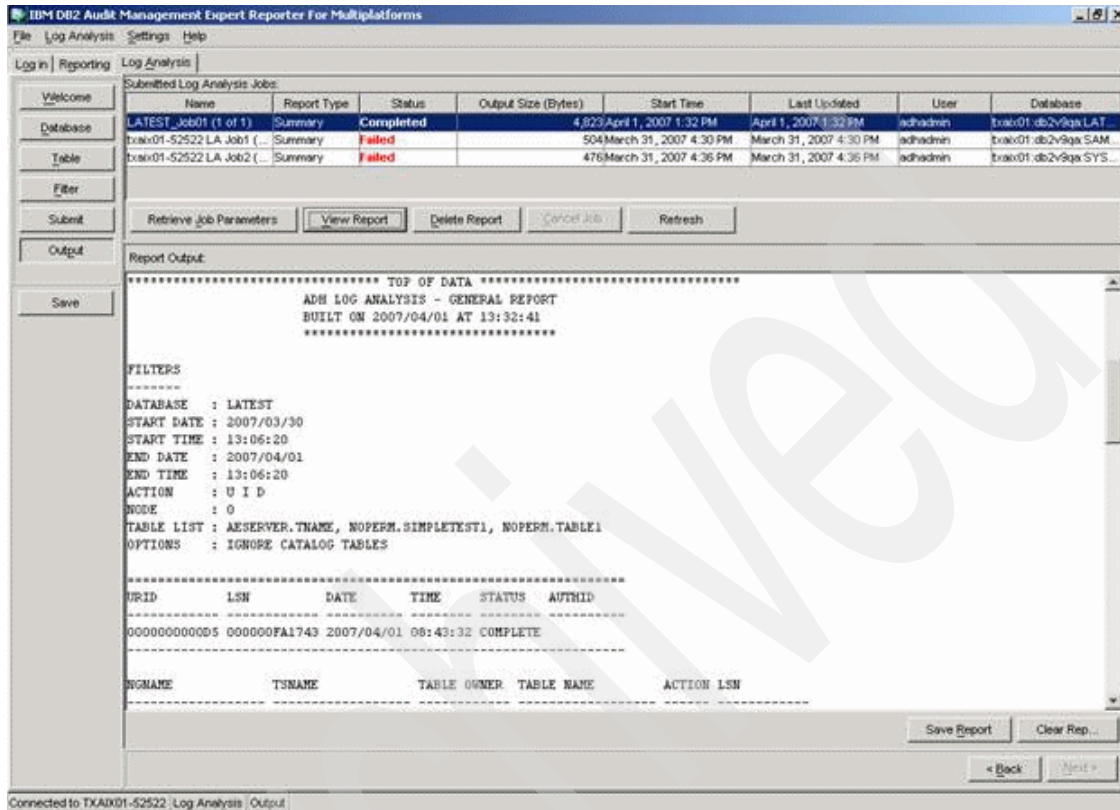 IBM DB2 Audit Management Expert Reporter For Multiplatforms
File Log Analysis Settings Help
Log in Reporting Log Analysis
Submitted Log Analysis Jobs:
Name Report Type Status Output Size (Bytes) Start Time Last Updated User Database
LATEST_Job01 (1 of 1) Summary Completed 4,823 April 1, 2007 1:32 PM April 1, 2007 1:32 PM adhadmin txaix01:db2v9qa:LAT...
txaix01-52522 LA Job1 (... Summary Failed 504 March 31, 2007 4:30 PM March 31, 2007 4:30 PM adhadmin txaix01:db2v9qa:SAM...
txaix01-52522 LA Job2 (... Summary Failed 476 March 31, 2007 4:36 PM March 31, 2007 4:36 PM adhadmin txaix01:db2v9qa:SYS...
Welcome
Database
Table
Filter
Submit
Output
Save
Retrieve Job Parameters View Report Delete Report Cancel Job Refresh
Report Output:
******************************** TOP OF DATA *********************************
ADH LOG ANALYSIS - GENERAL REPORT
BUILT ON 2007/04/01 AT 13:32:41
*********************************
FILTERS
-------
DATABASE : LATEST
START DATE : 2007/03/30
START TIME : 13:06:20
END DATE : 2007/04/01
END TIME : 13:06:20
ACTION : U I D
NODE : 0
TABLE LIST : AESERVER.TNAME, NOPERM.SIMPLETEST1, NOPERM.TABLE1
OPTIONS : IGNORE CATALOG TABLES
URID LSN DATE TIME STATUS AUTHID
0000000000D5 000000FA1743 2007/04/01 08:43:32 COMPLETE
NGNAME TSNAME TABLE OWNER TABLE NAME ACTION LSN
Save Report Clear Rep...
< Back Next >
Connected to TXAIX01-52522 Log Analysis Output
hived